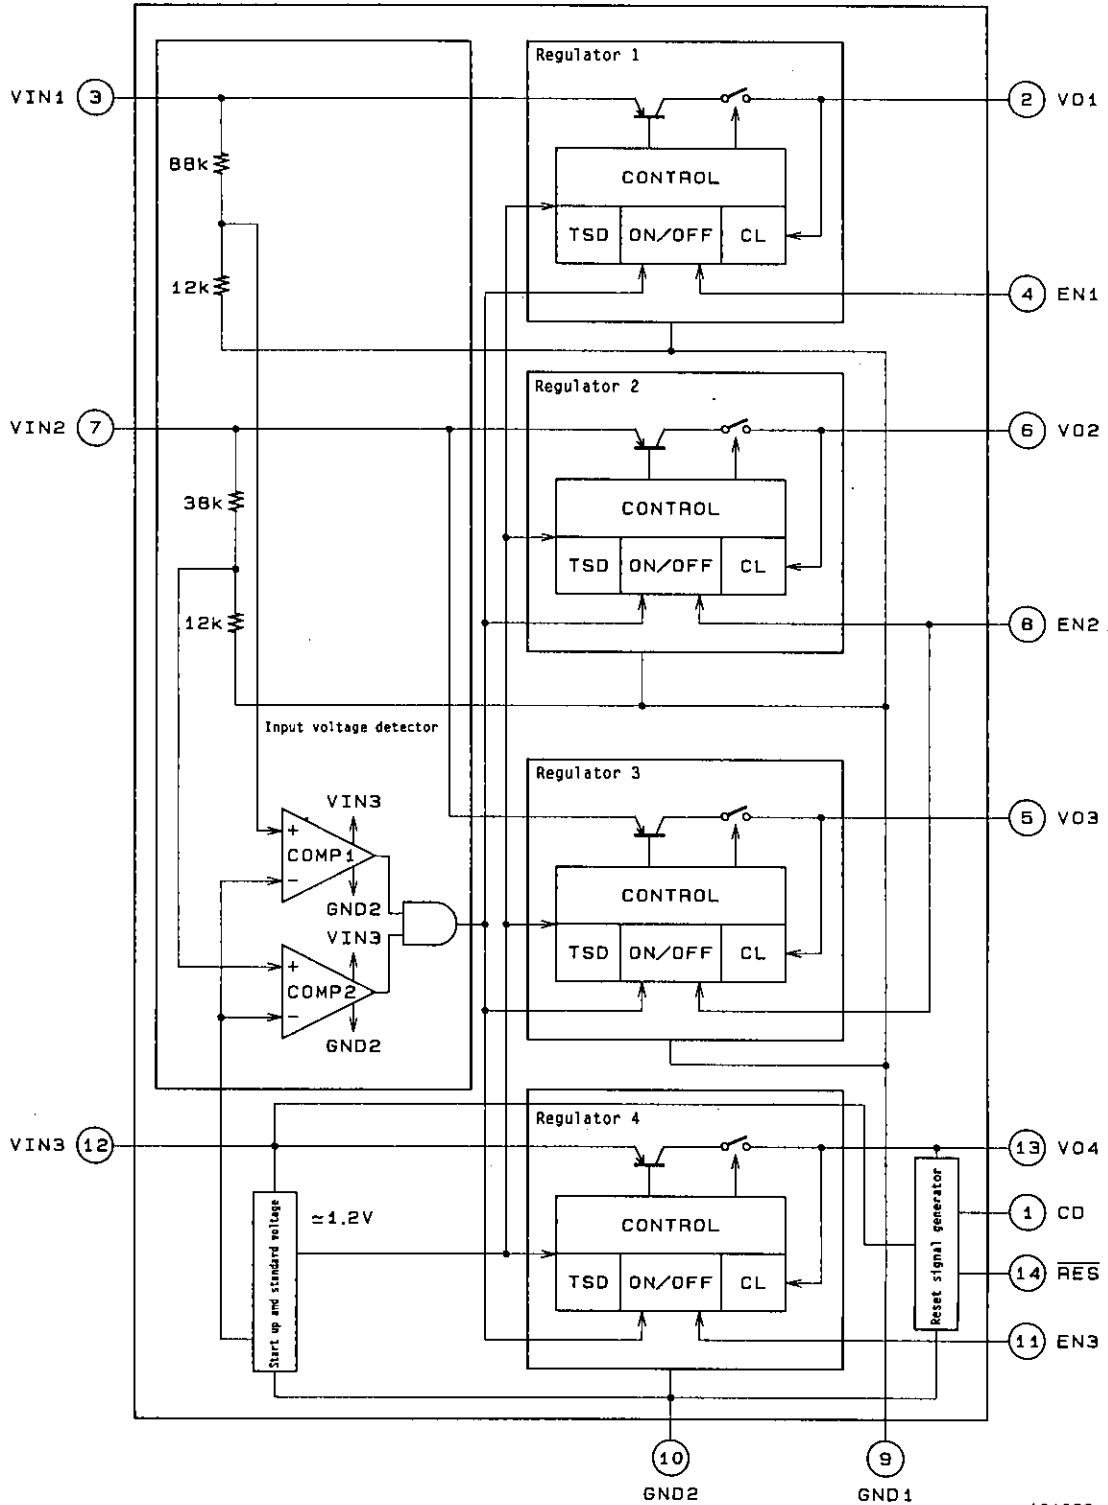 Regulator 1
VIN1 3
2 VO1
88k
CONTROL
TSD ON/OFF CL
12k
4 EN1
Regulator 2
VIN2 7
6 VO2
38k
CONTROL
TSD ON/OFF CL
12k
8 EN2
Input voltage detector
Regulator 3
VIN3
5 VO3
+
COMP1
-
CONTROL
GND2
VIN3
TSD ON/OFF CL
+
COMP2
-
GND2
Regulator 4
VIN3 12
13 VO4
Start up and standard voltage
≃1.2V
CONTROL
Reset signal generator
1 CD
TSD ON/OFF CL
14 R̅E̅S̅
11 EN3
10
GND2
9
GND1